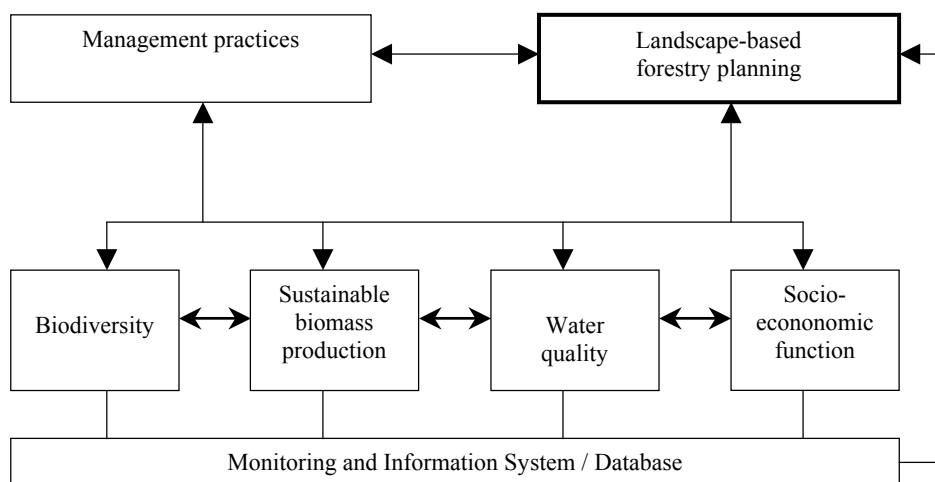 Management practices
Landscape-based
forestry planning
Biodiversity
Sustainable
biomass
production
Water
quality
Socio-
econonomic
function
Monitoring and Information System / Database